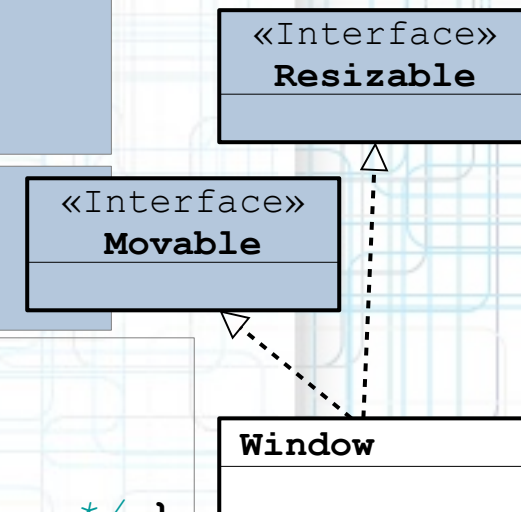 «Interface»
Resizable
«Interface»
Movable
Window
*/ }